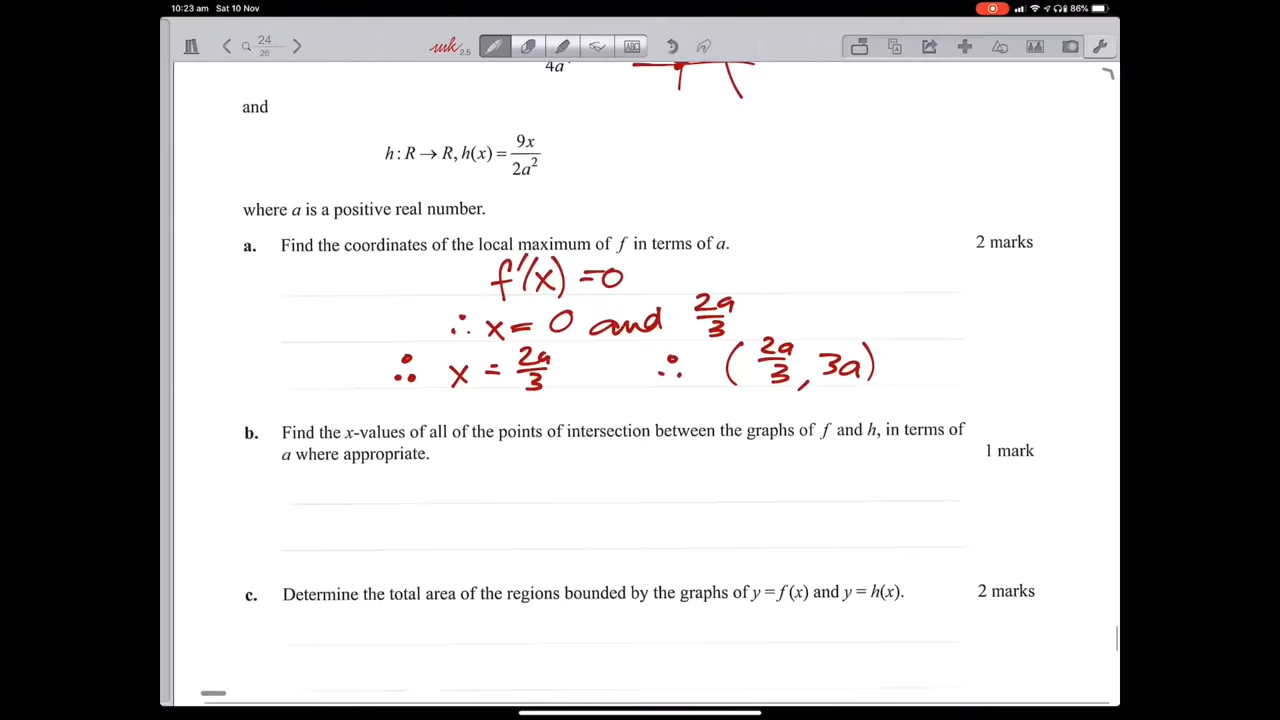 10:23 am Sat 10 Nov 86%
24
26
mk 2.5
ABC
4a
and
h : R → R, h(x) = 9x / 2a²
where a is a positive real number.
a. Find the coordinates of the local maximum of f in terms of a. 2 marks
f'(x) = 0
∴ x = 0 and 2a/3
∴ x = 2a/3 ∴ (2a/3, 3a)
b. Find the x-values of all of the points of intersection between the graphs of f and h, in terms of
a where appropriate. 1 mark
c. Determine the total area of the regions bounded by the graphs of y = f (x) and y = h(x). 2 marks